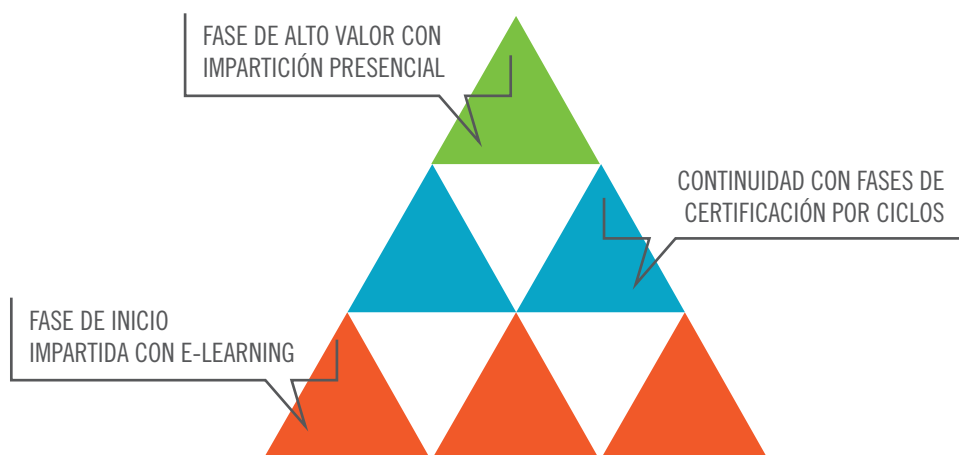 FASE DE ALTO VALOR CON
IMPARTICIÓN PRESENCIAL
CONTINUIDAD CON FASES DE
CERTIFICACIÓN POR CICLOS
FASE DE INICIO
IMPARTIDA CON E-LEARNING